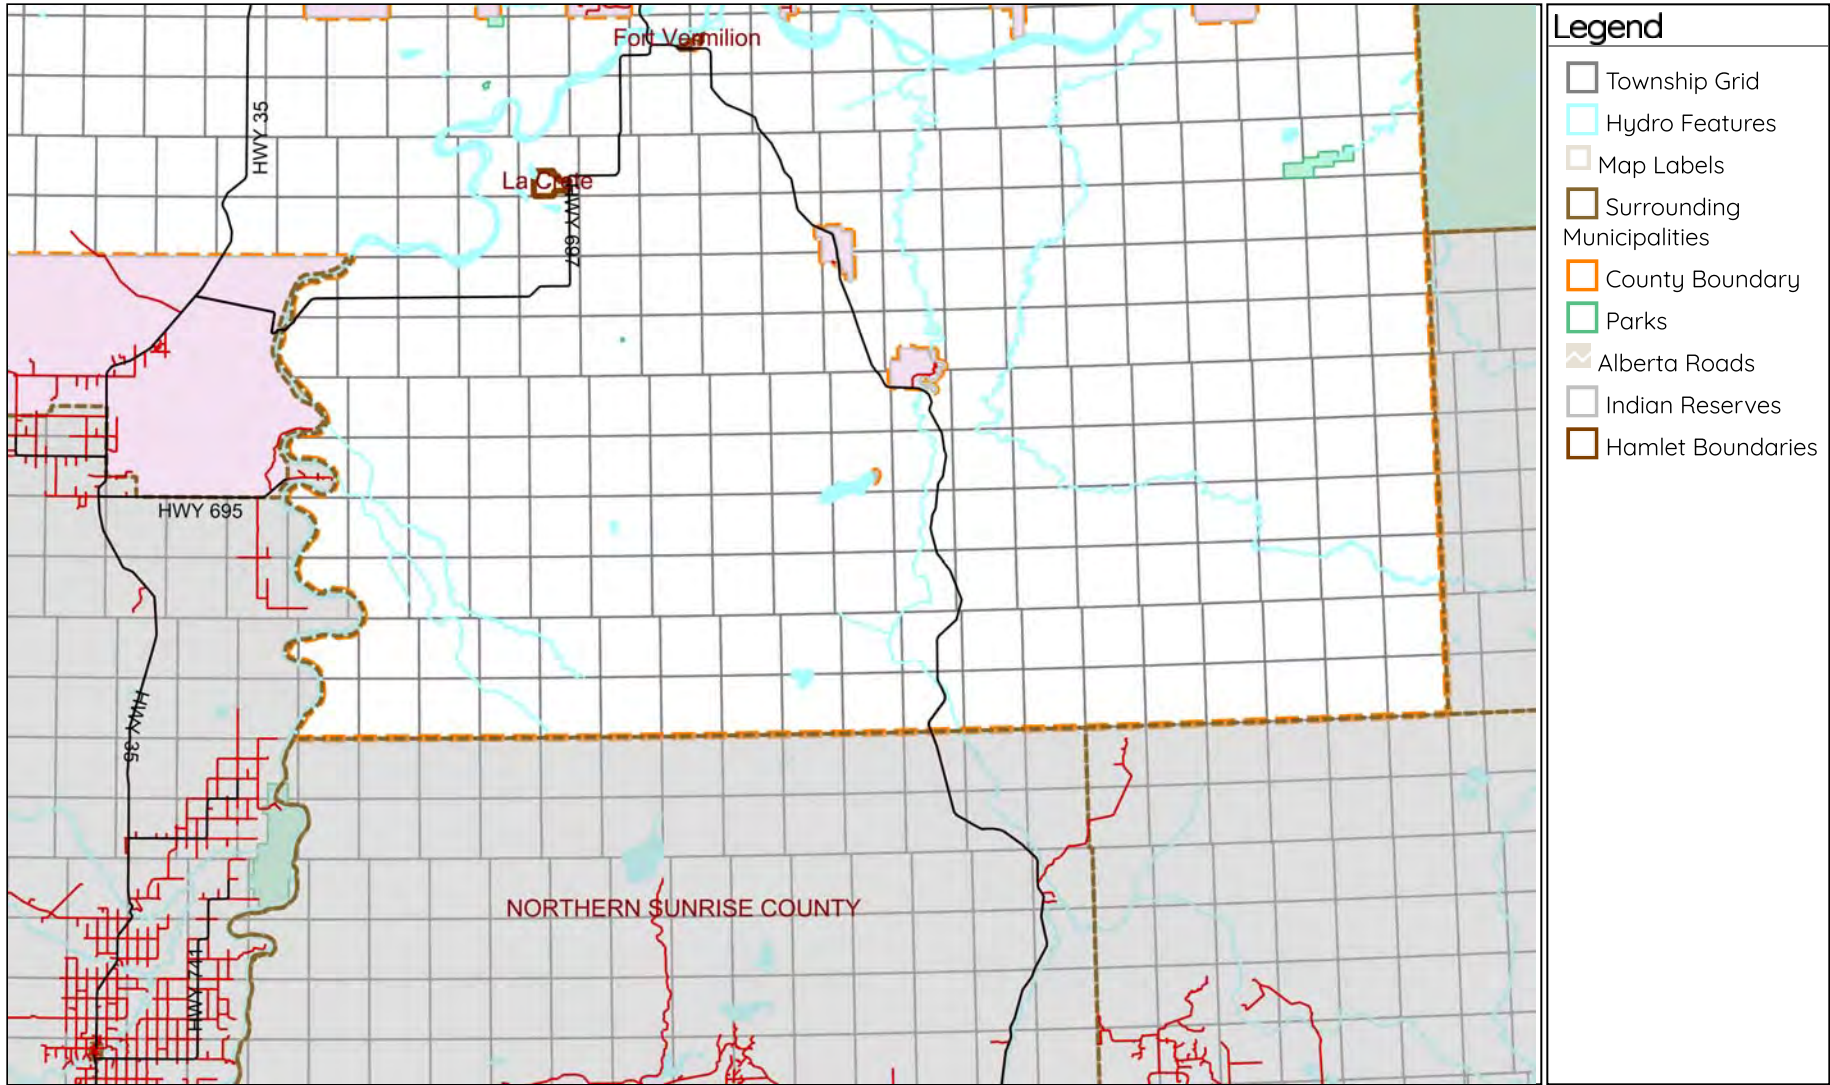 Fort Vermilion
HWY 35
La Crete
HWY 697
HWY 695
HWY 35
NORTHERN SUNRISE COUNTY
HWY 741
Legend
Township Grid
Hydro Features
Map Labels
Surrounding
Municipalities
County Boundary
Parks
Alberta Roads
Indian Reserves
Hamlet Boundaries